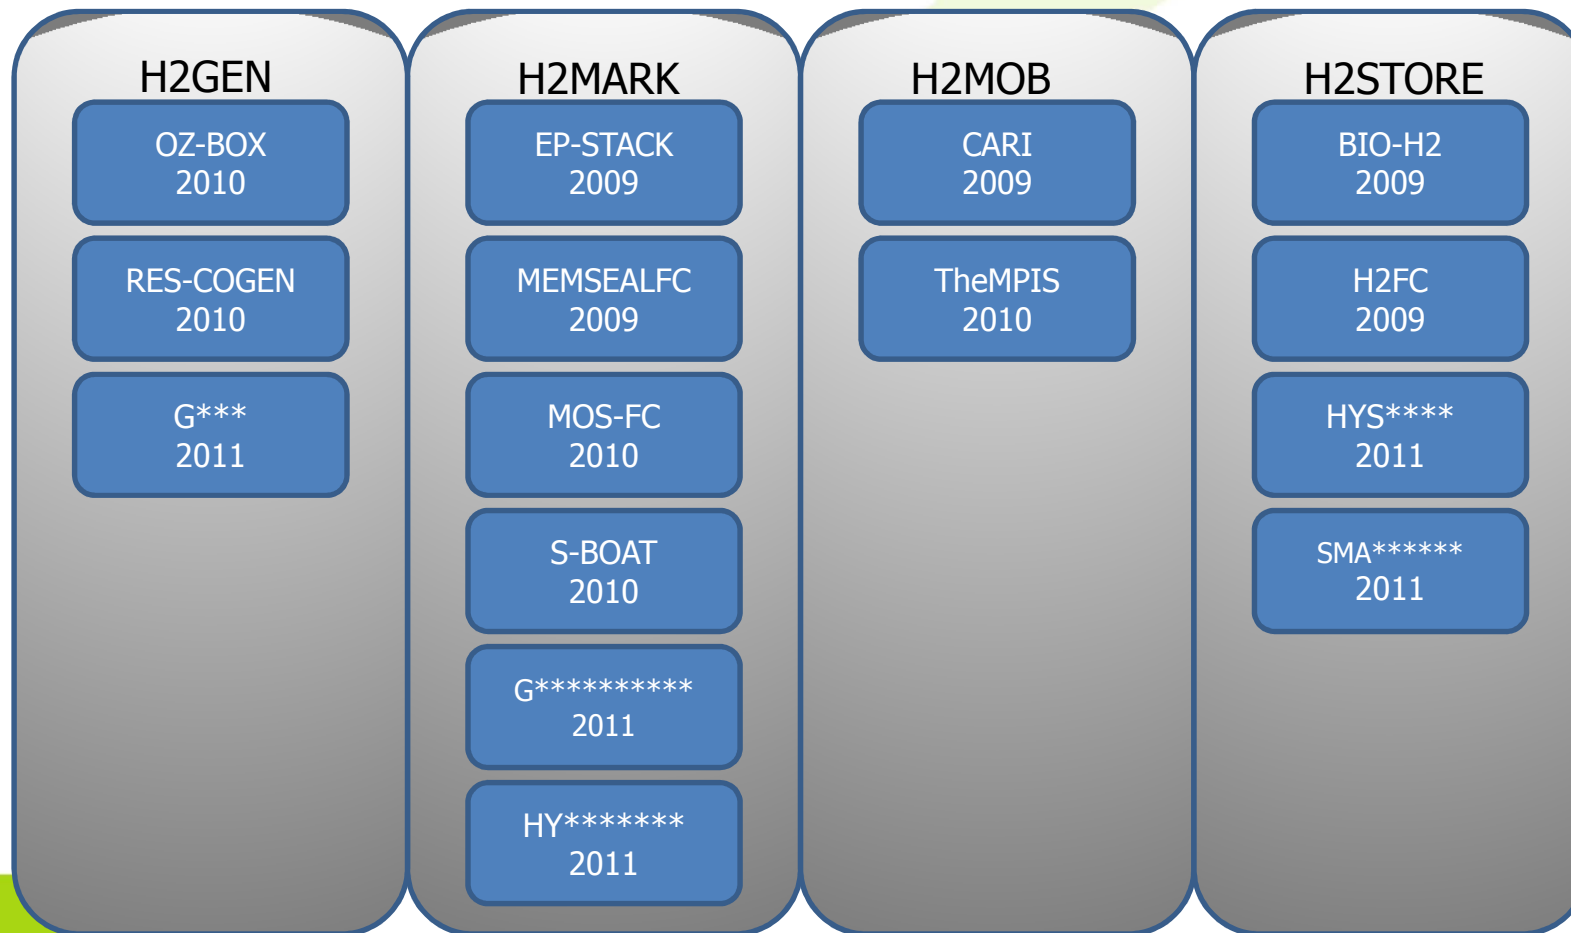 H2GEN
OZ-BOX
2010
RES-COGEN
2010
G***
2011
H2MARK
EP-STACK
2009
MEMSEALFC
2009
MOS-FC
2010
S-BOAT
2010
G**********
2011
HY*******
2011
H2MOB
CARI
2009
TheMPIS
2010
H2STORE
BIO-H2
2009
H2FC
2009
HYS****
2011
SMA******
2011